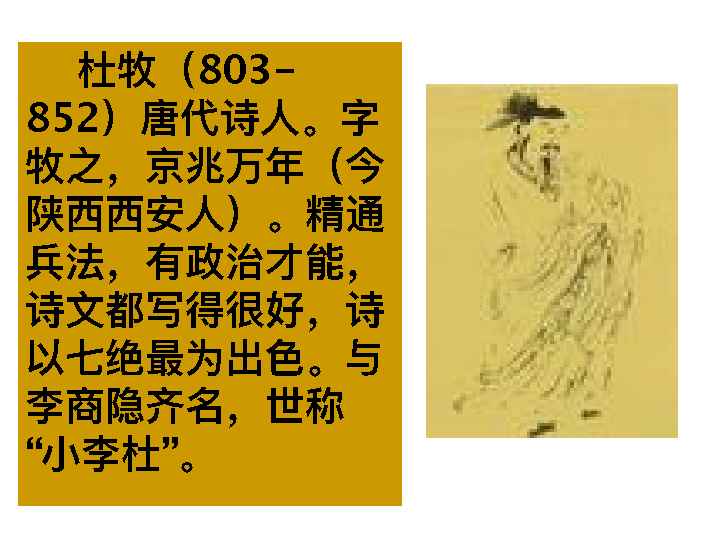 杜牧（803-
852）唐代诗人。字
牧之，京兆万年（今
陕西西安人）。精通
兵法，有政治才能，
诗文都写得很好，诗
以七绝最为出色。与
李商隐齐名，世称
“小李杜”。